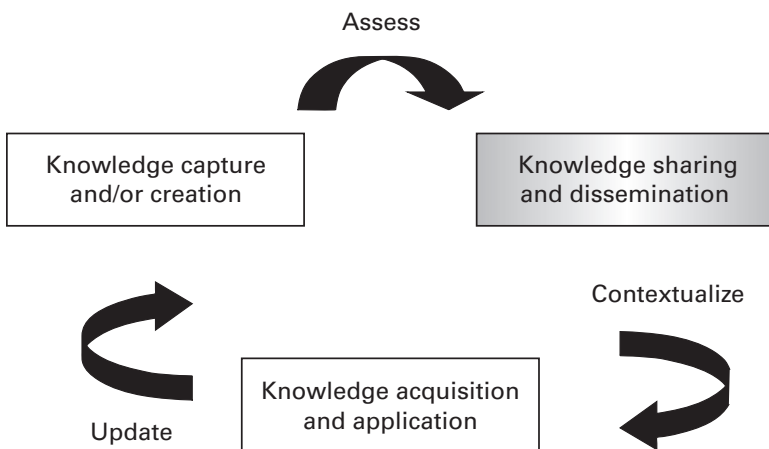 Assess
Knowledge capture
and/or creation
Knowledge sharing
and dissemination
Contextualize
Knowledge acquisition
and application
Update